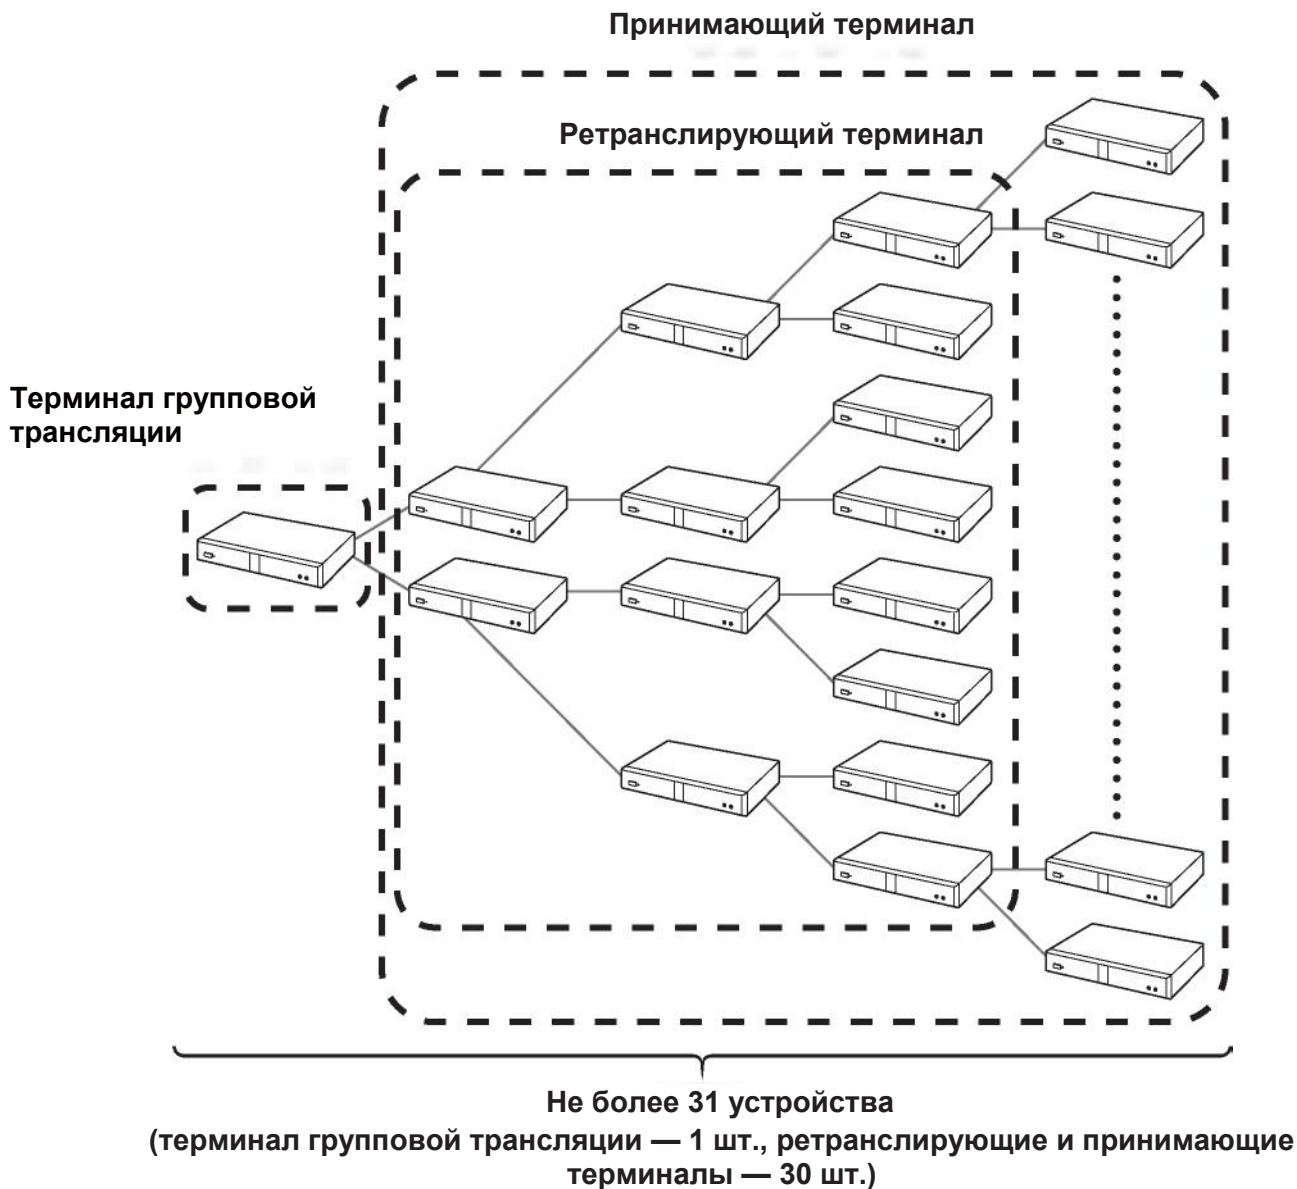 Принимающий терминал
Ретранслирующий терминал
Терминал групповой
трансляции
Не более 31 устройства
(терминал групповой трансляции — 1 шт., ретранслирующие и принимающие
терминалы — 30 шт.)